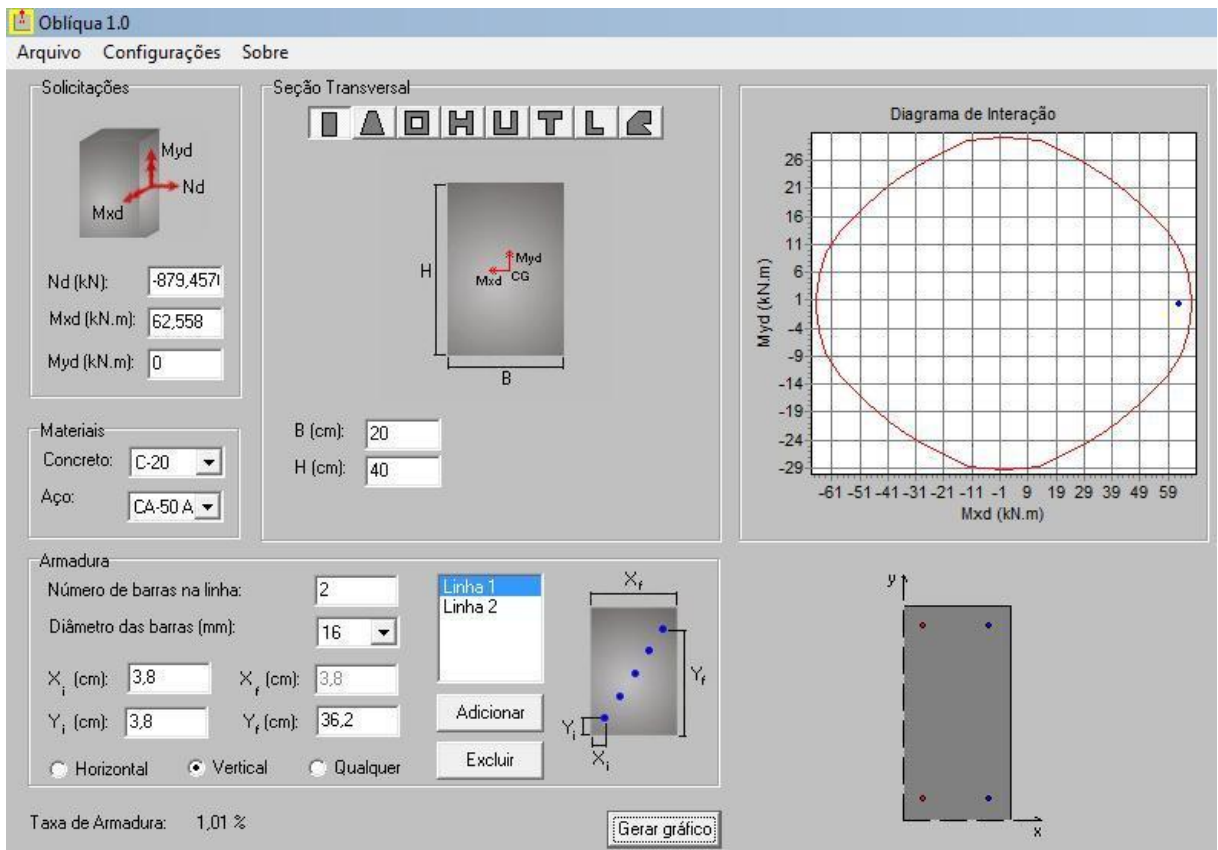 Oblíqua 1.0
Arquivo Configurações Sobre
Solicitações
Myd
Nd
Mxd
Nd (kN): -879,457
Mxd (kN.m): 62,558
Myd (kN.m): 0
Materiais
Concreto: C-20
Aço: CA-50 A
Seção Transversal
H
Myd
Mxd CG
B
B (cm): 20
H (cm): 40
Diagrama de Interação
Myd (kN.m)
26
21
16
11
6
1
-4
-9
-14
-19
-24
-29
-61 -51 -41 -31 -21 -11 -1 9 19 29 39 49 59
Mxd (kN.m)
Armadura
Número de barras na linha: 2
Diâmetro das barras (mm): 16
Xi (cm): 3,8 Xf (cm): 3,8
Yi (cm): 3,8 Yf (cm): 36,2
Horizontal Vertical Qualquer
Linha 1
Linha 2
Adicionar
Excluir
Xf
Yf
Yi
Xi
Taxa de Armadura: 1,01 %
Gerar gráfico
y
x